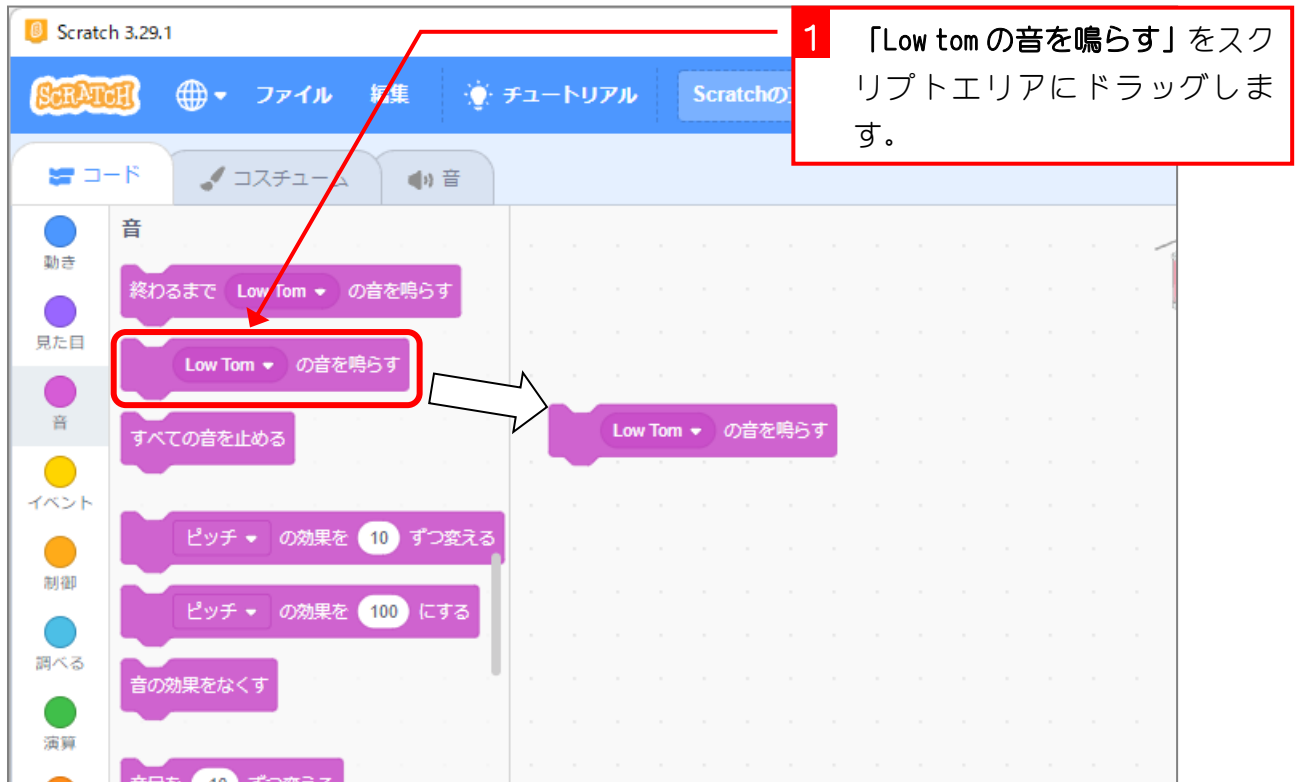 Scratch 3.29.1
1 「Low tom の音を鳴らす」をスク
リプトエリアにドラッグしま
す。
SCRATCH ファイル 編集 チュートリアル Scratchの
コード コスチューム 音
音
動き
見た目
音
イベント
制御
調べる
演算
終わるまで Low Tom の音を鳴らす
Low Tom の音を鳴らす
すべての音を止める
ピッチ の効果を 10 ずつ変える
ピッチ の効果を 100 にする
音の効果をなくす
Low Tom の音を鳴らす